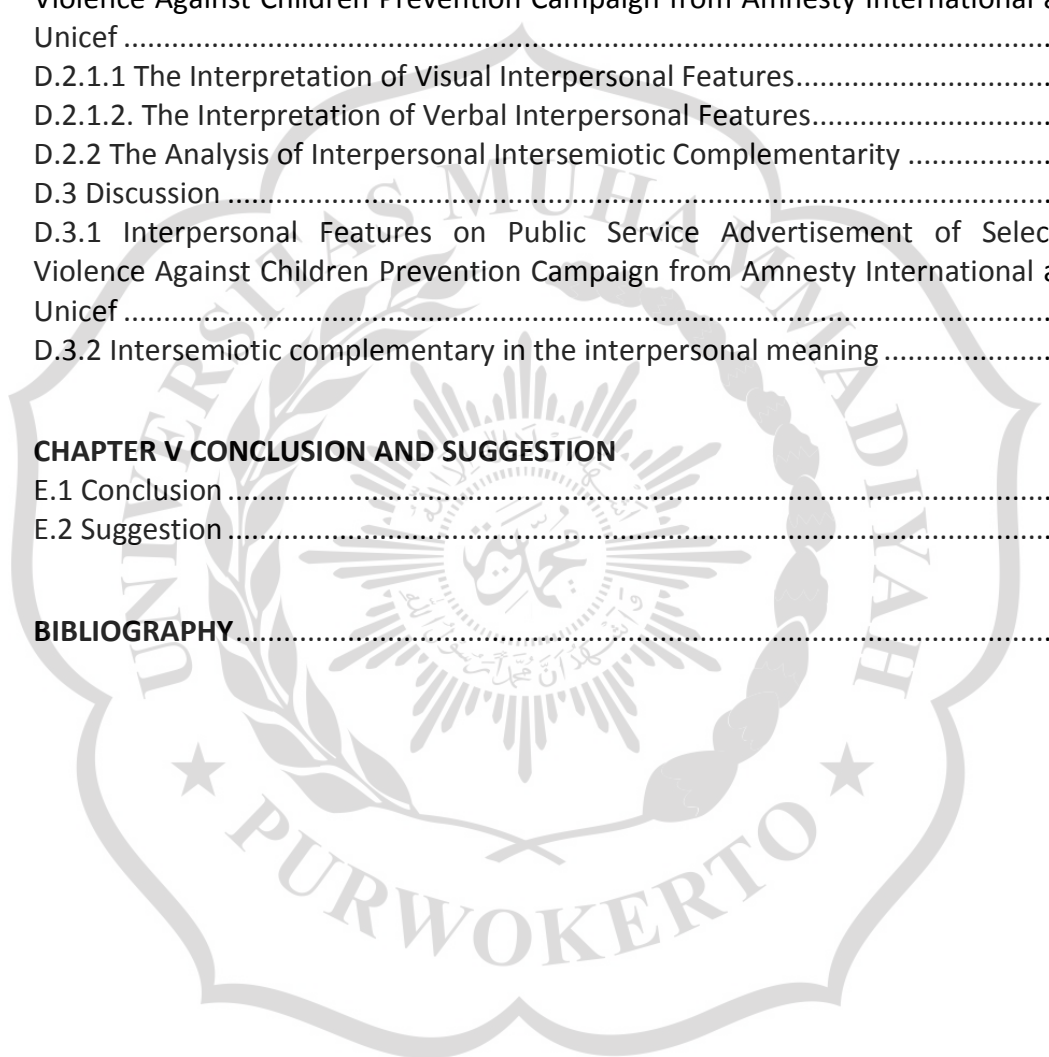 Violence Against Children Prevention Campaign from Amnesty International a
Unicef ........................................................................................................................
D.2.1.1 The Interpretation of Visual Interpersonal Features................................
D.2.1.2. The Interpretation of Verbal Interpersonal Features..............................
D.2.2 The Analysis of Interpersonal Intersemiotic Complementarity ..................
D.3 Discussion ..........................................................................................................
D.3.1 Interpersonal Features on Public Service Advertisement of Selec
Violence Against Children Prevention Campaign from Amnesty International a
Unicef ........................................................................................................................
D.3.2 Intersemiotic complementary in the interpersonal meaning ......................
CHAPTER V CONCLUSION AND SUGGESTION
E.1 Conclusion ..........................................................................................................
E.2 Suggestion ..........................................................................................................
BIBLIOGRAPHY..........................................................................................................
UNIVERSITAS MUHAMMADIYAH
★ PURWOKERTO ★